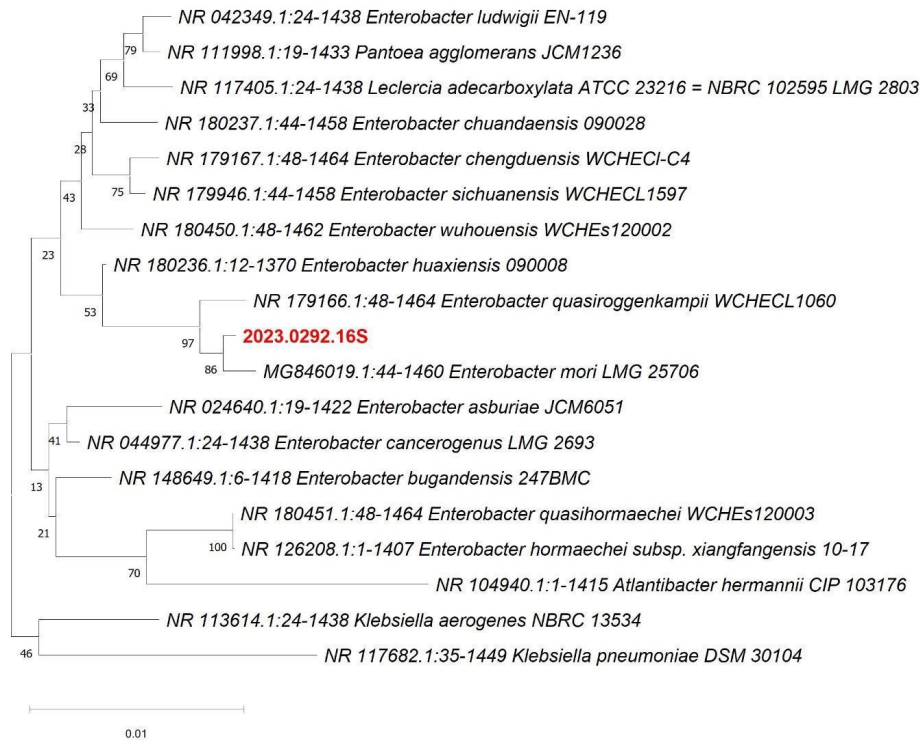 NR 042349.1:24-1438 Enterobacter ludwigii EN-119
79
NR 111998.1:19-1433 Pantoea agglomerans JCM1236
69
NR 117405.1:24-1438 Leclercia adecarboxylata ATCC 23216 = NBRC 102595 LMG 2803
33
NR 180237.1:44-1458 Enterobacter chuandaensis 090028
28
NR 179167.1:48-1464 Enterobacter chengduensis WCHECl-C4
75
NR 179946.1:44-1458 Enterobacter sichuanensis WCHECL1597
43
NR 180450.1:48-1462 Enterobacter wuhouensis WCHEs120002
23
NR 180236.1:12-1370 Enterobacter huaxiensis 090008
53
NR 179166.1:48-1464 Enterobacter quasiroggenkampii WCHECL1060
97
2023.0292.16S
86
MG846019.1:44-1460 Enterobacter mori LMG 25706
NR 024640.1:19-1422 Enterobacter asburiae JCM6051
41
NR 044977.1:24-1438 Enterobacter cancerogenus LMG 2693
13
NR 148649.1:6-1418 Enterobacter bugandensis 247BMC
21
NR 180451.1:48-1464 Enterobacter quasihormaechei WCHEs120003
100
NR 126208.1:1-1407 Enterobacter hormaechei subsp. xiangfangensis 10-17
70
NR 104940.1:1-1415 Atlantibacter hermannii CIP 103176
NR 113614.1:24-1438 Klebsiella aerogenes NBRC 13534
46
NR 117682.1:35-1449 Klebsiella pneumoniae DSM 30104
0.01